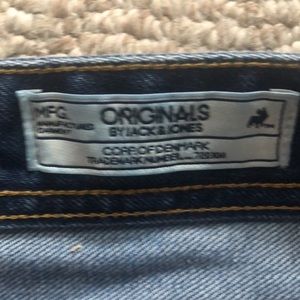 MFG. ORIGINALS
BY JACK & JONES
CORP. OF DENMARK
TRADEMARK NUMBER